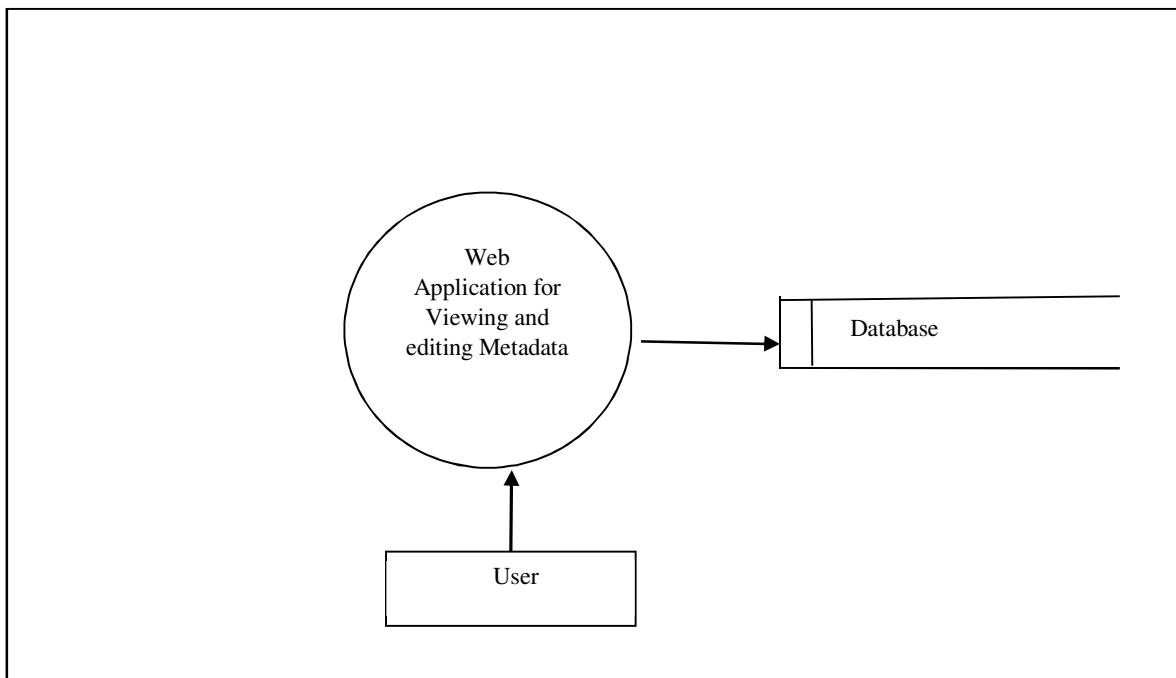 Web
Application for
Viewing and
editing Metadata
Database
User